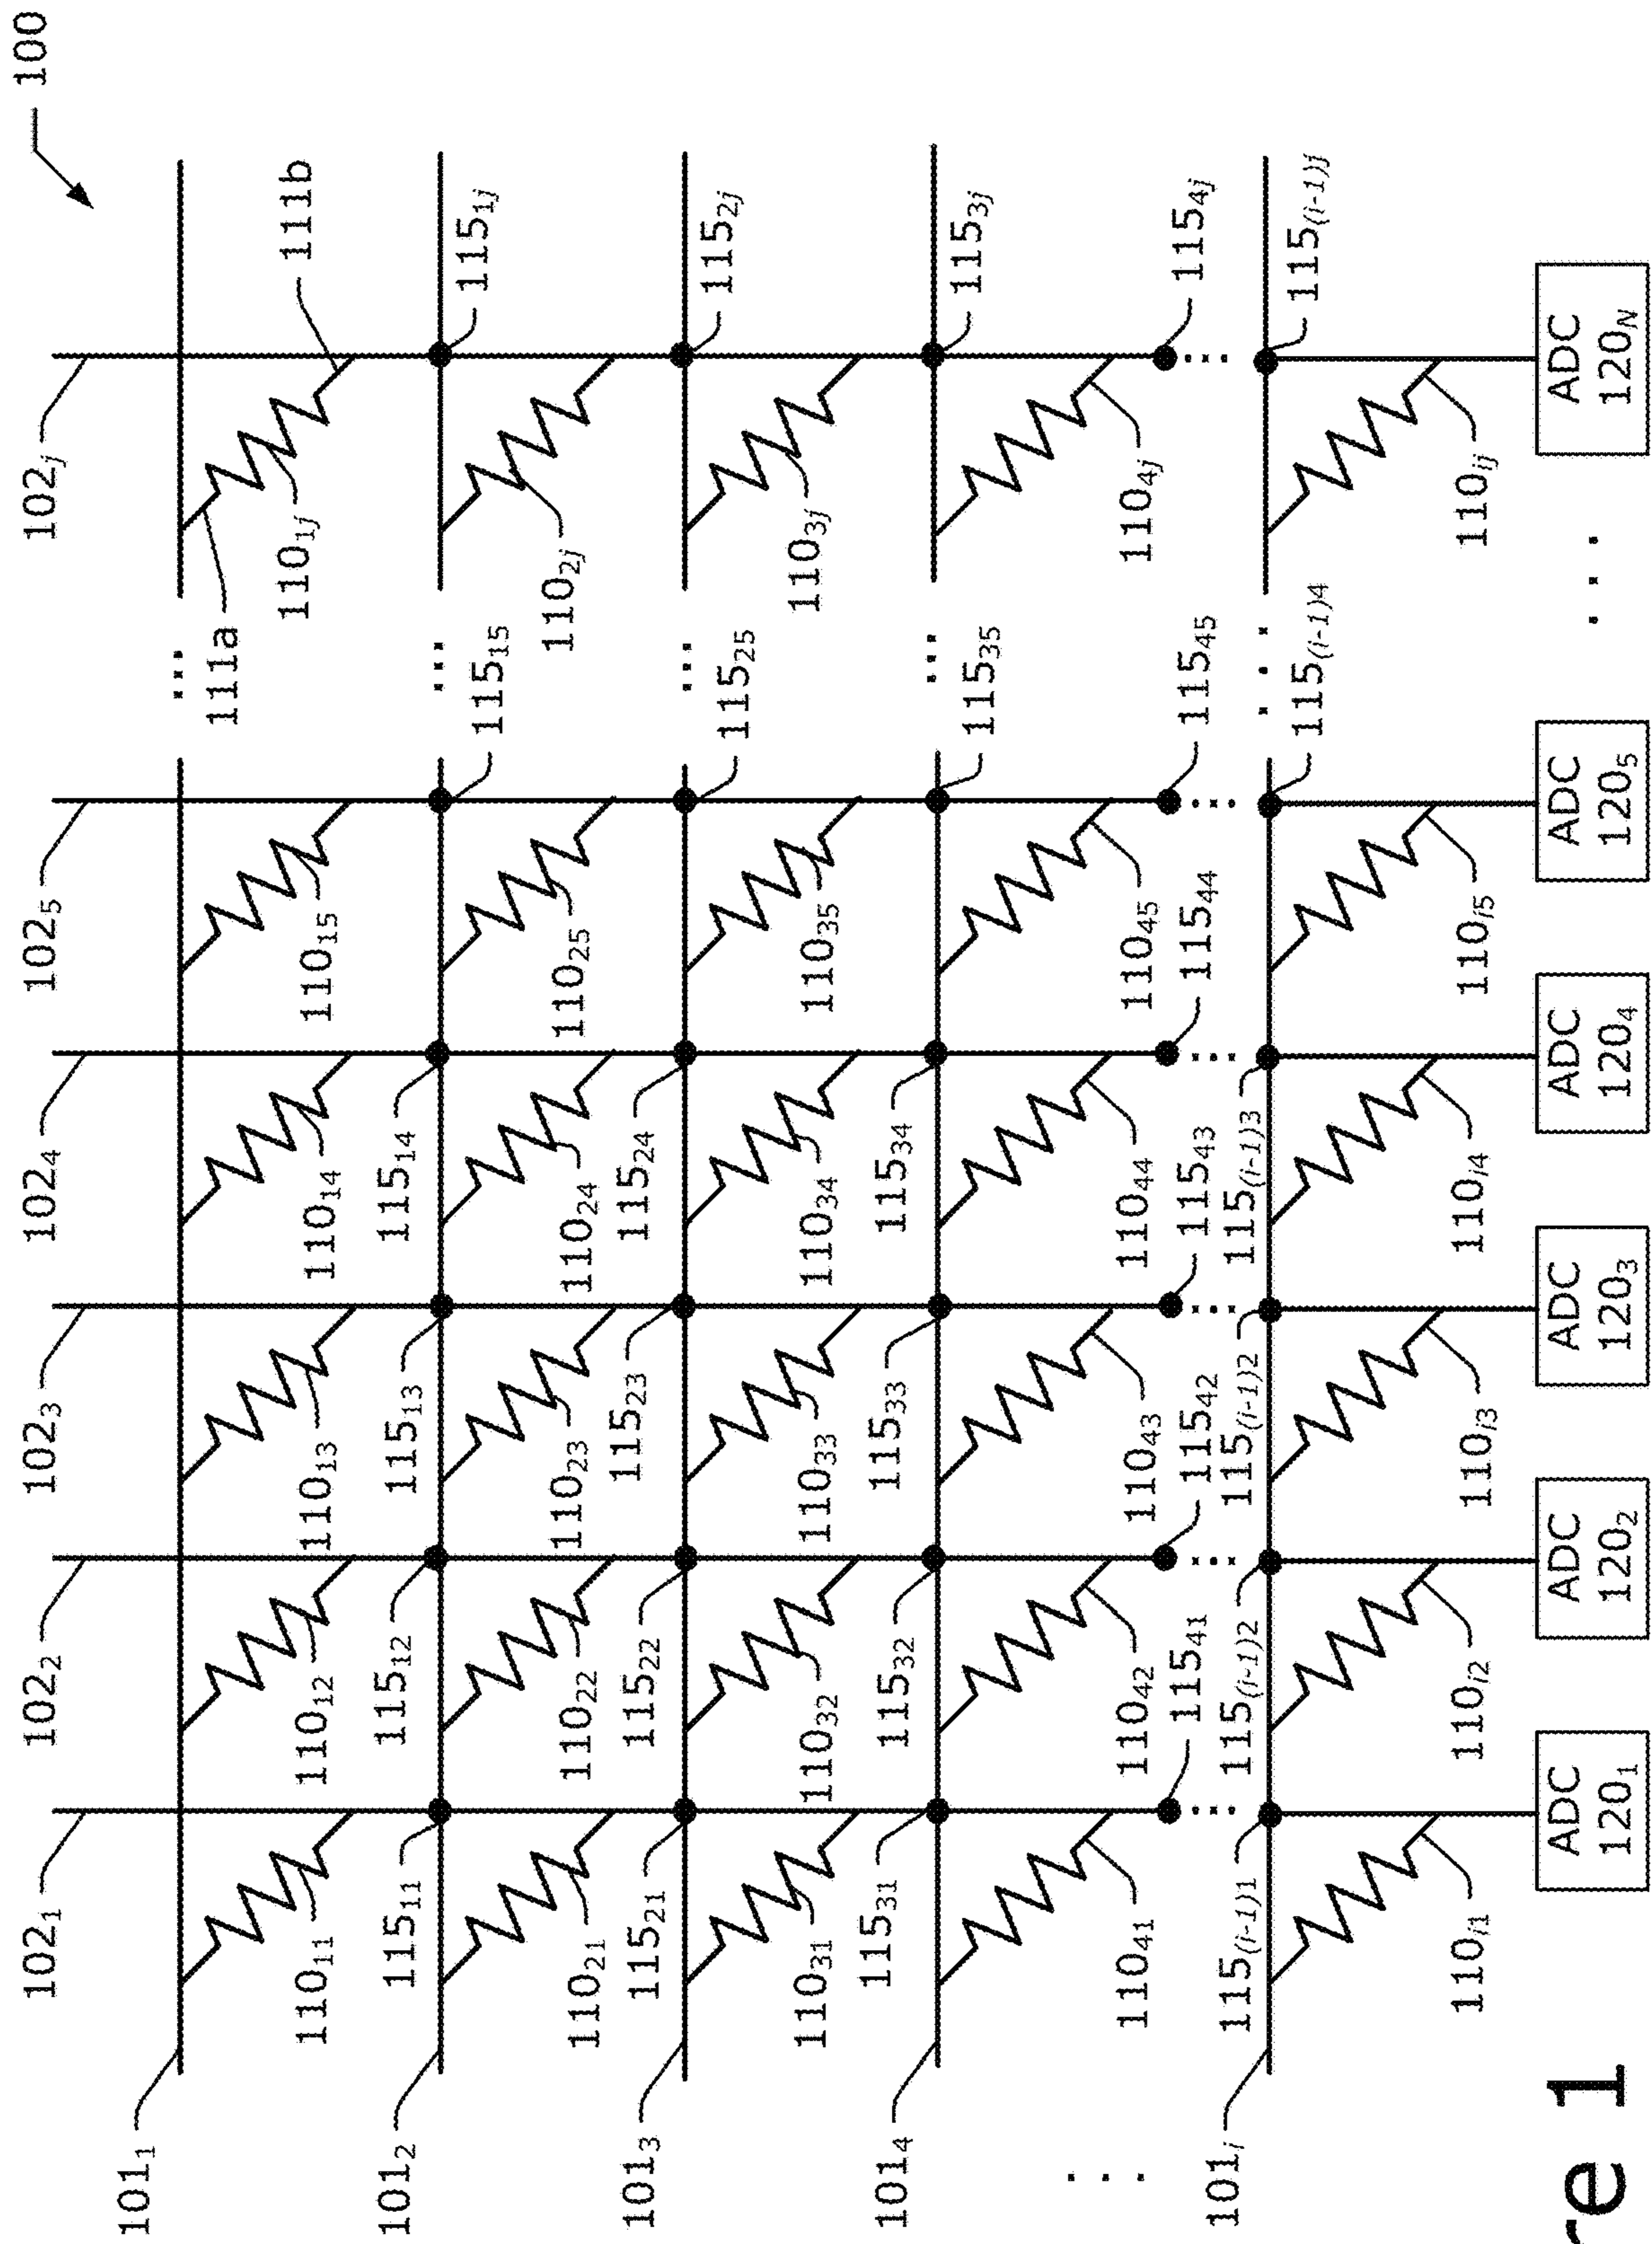 100
102₁ 102₂ 102₃ 102₄ 102₅ 102ⱼ
101₁
111a 111b
110₁₁ 110₁₂ 110₁₃ 110₁₄ 110₁₅ ... 110₁ⱼ
101₂
115₁₁ 115₁₂ 115₁₃ 115₁₄ 115₁₅ ... 115₁ⱼ
110₂₁ 110₂₂ 110₂₃ 110₂₄ 110₂₅ 110₂ⱼ
101₃
115₂₁ 115₂₂ 115₂₃ 115₂₄ 115₂₅ ... 115₂ⱼ
110₃₁ 110₃₂ 110₃₃ 110₃₄ 110₃₅ 110₃ⱼ
101₄
115₃₁ 115₃₂ 115₃₃ 115₃₄ 115₃₅ ... 115₃ⱼ
110₄₁ 110₄₂ 110₄₃ 110₄₄ 110₄₅ 110₄ⱼ
115₄₁ 115₄₂ 115₄₃ 115₄₄ 115₄₅ 115₄ⱼ
101ᵢ
115₍ᵢ₋₁₎₁ 115₍ᵢ₋₁₎₂ 115₍ᵢ₋₁₎₂ 115₍ᵢ₋₁₎₃ 115₍ᵢ₋₁₎₄ ... 115₍ᵢ₋₁₎ⱼ
110ᵢ₁ 110ᵢ₂ 110ᵢ₃ 110ᵢ₄ 110ᵢ₅ 110ᵢⱼ
ADC ADC ADC ADC ADC ... ADC
120₁ 120₂ 120₃ 120₄ 120₅ 120_N
re 1